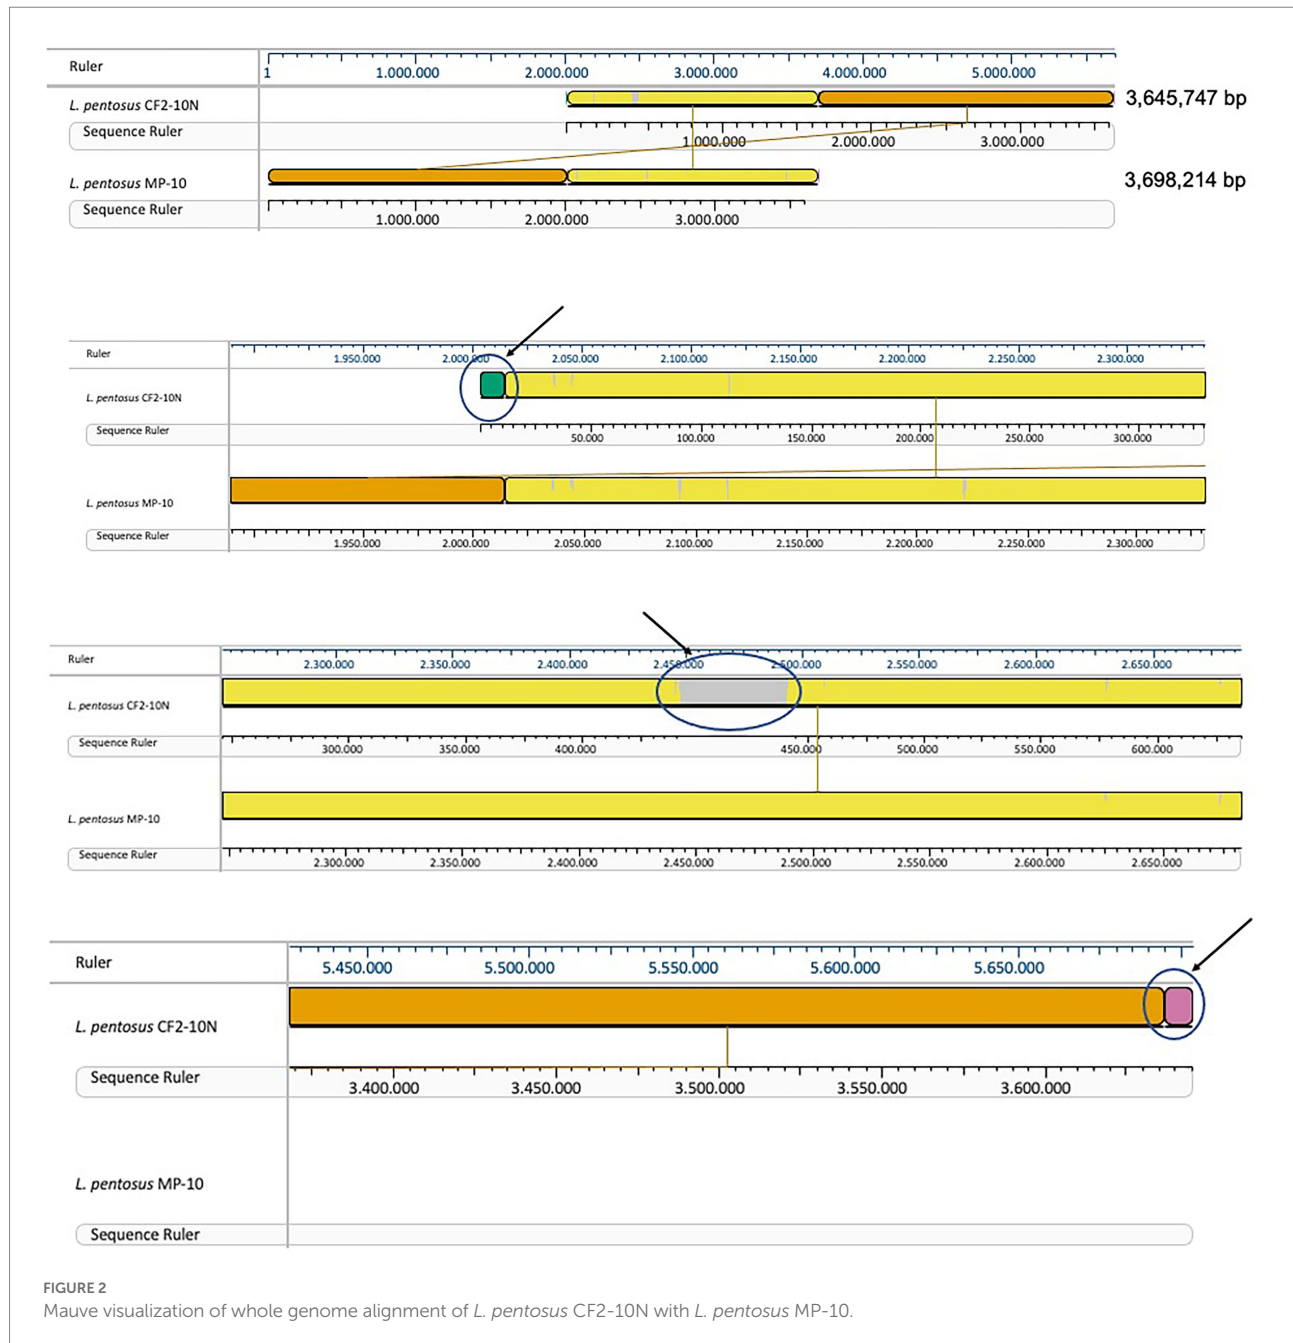 Ruler
1 1.000.000 2.000.000 3.000.000 4.000.000 5.000.000
L. pentosus CF2-10N 3,645,747 bp
Sequence Ruler 1.000.000 2.000.000 3.000.000
L. pentosus MP-10 3,698,214 bp
Sequence Ruler 1.000.000 2.000.000 3.000.000
Ruler 1.950.000 2.000.000 2.050.000 2.100.000 2.150.000 2.200.000 2.250.000 2.300.000
L. pentosus CF2-10N
Sequence Ruler 50.000 100.000 150.000 200.000 250.000 300.000
L. pentosus MP-10
Sequence Ruler 1.950.000 2.000.000 2.050.000 2.100.000 2.150.000 2.200.000 2.250.000 2.300.000
Ruler 2.300.000 2.350.000 2.400.000 2.450.000 2.500.000 2.550.000 2.600.000 2.650.000
L. pentosus CF2-10N
Sequence Ruler 300.000 350.000 400.000 450.000 500.000 550.000 600.000
L. pentosus MP-10
Sequence Ruler 2.300.000 2.350.000 2.400.000 2.450.000 2.500.000 2.550.000 2.600.000 2.650.000
Ruler 5.450.000 5.500.000 5.550.000 5.600.000 5.650.000
L. pentosus CF2-10N
Sequence Ruler 3.400.000 3.450.000 3.500.000 3.550.000 3.600.000
L. pentosus MP-10
Sequence Ruler
FIGURE 2
Mauve visualization of whole genome alignment of L. pentosus CF2-10N with L. pentosus MP-10.